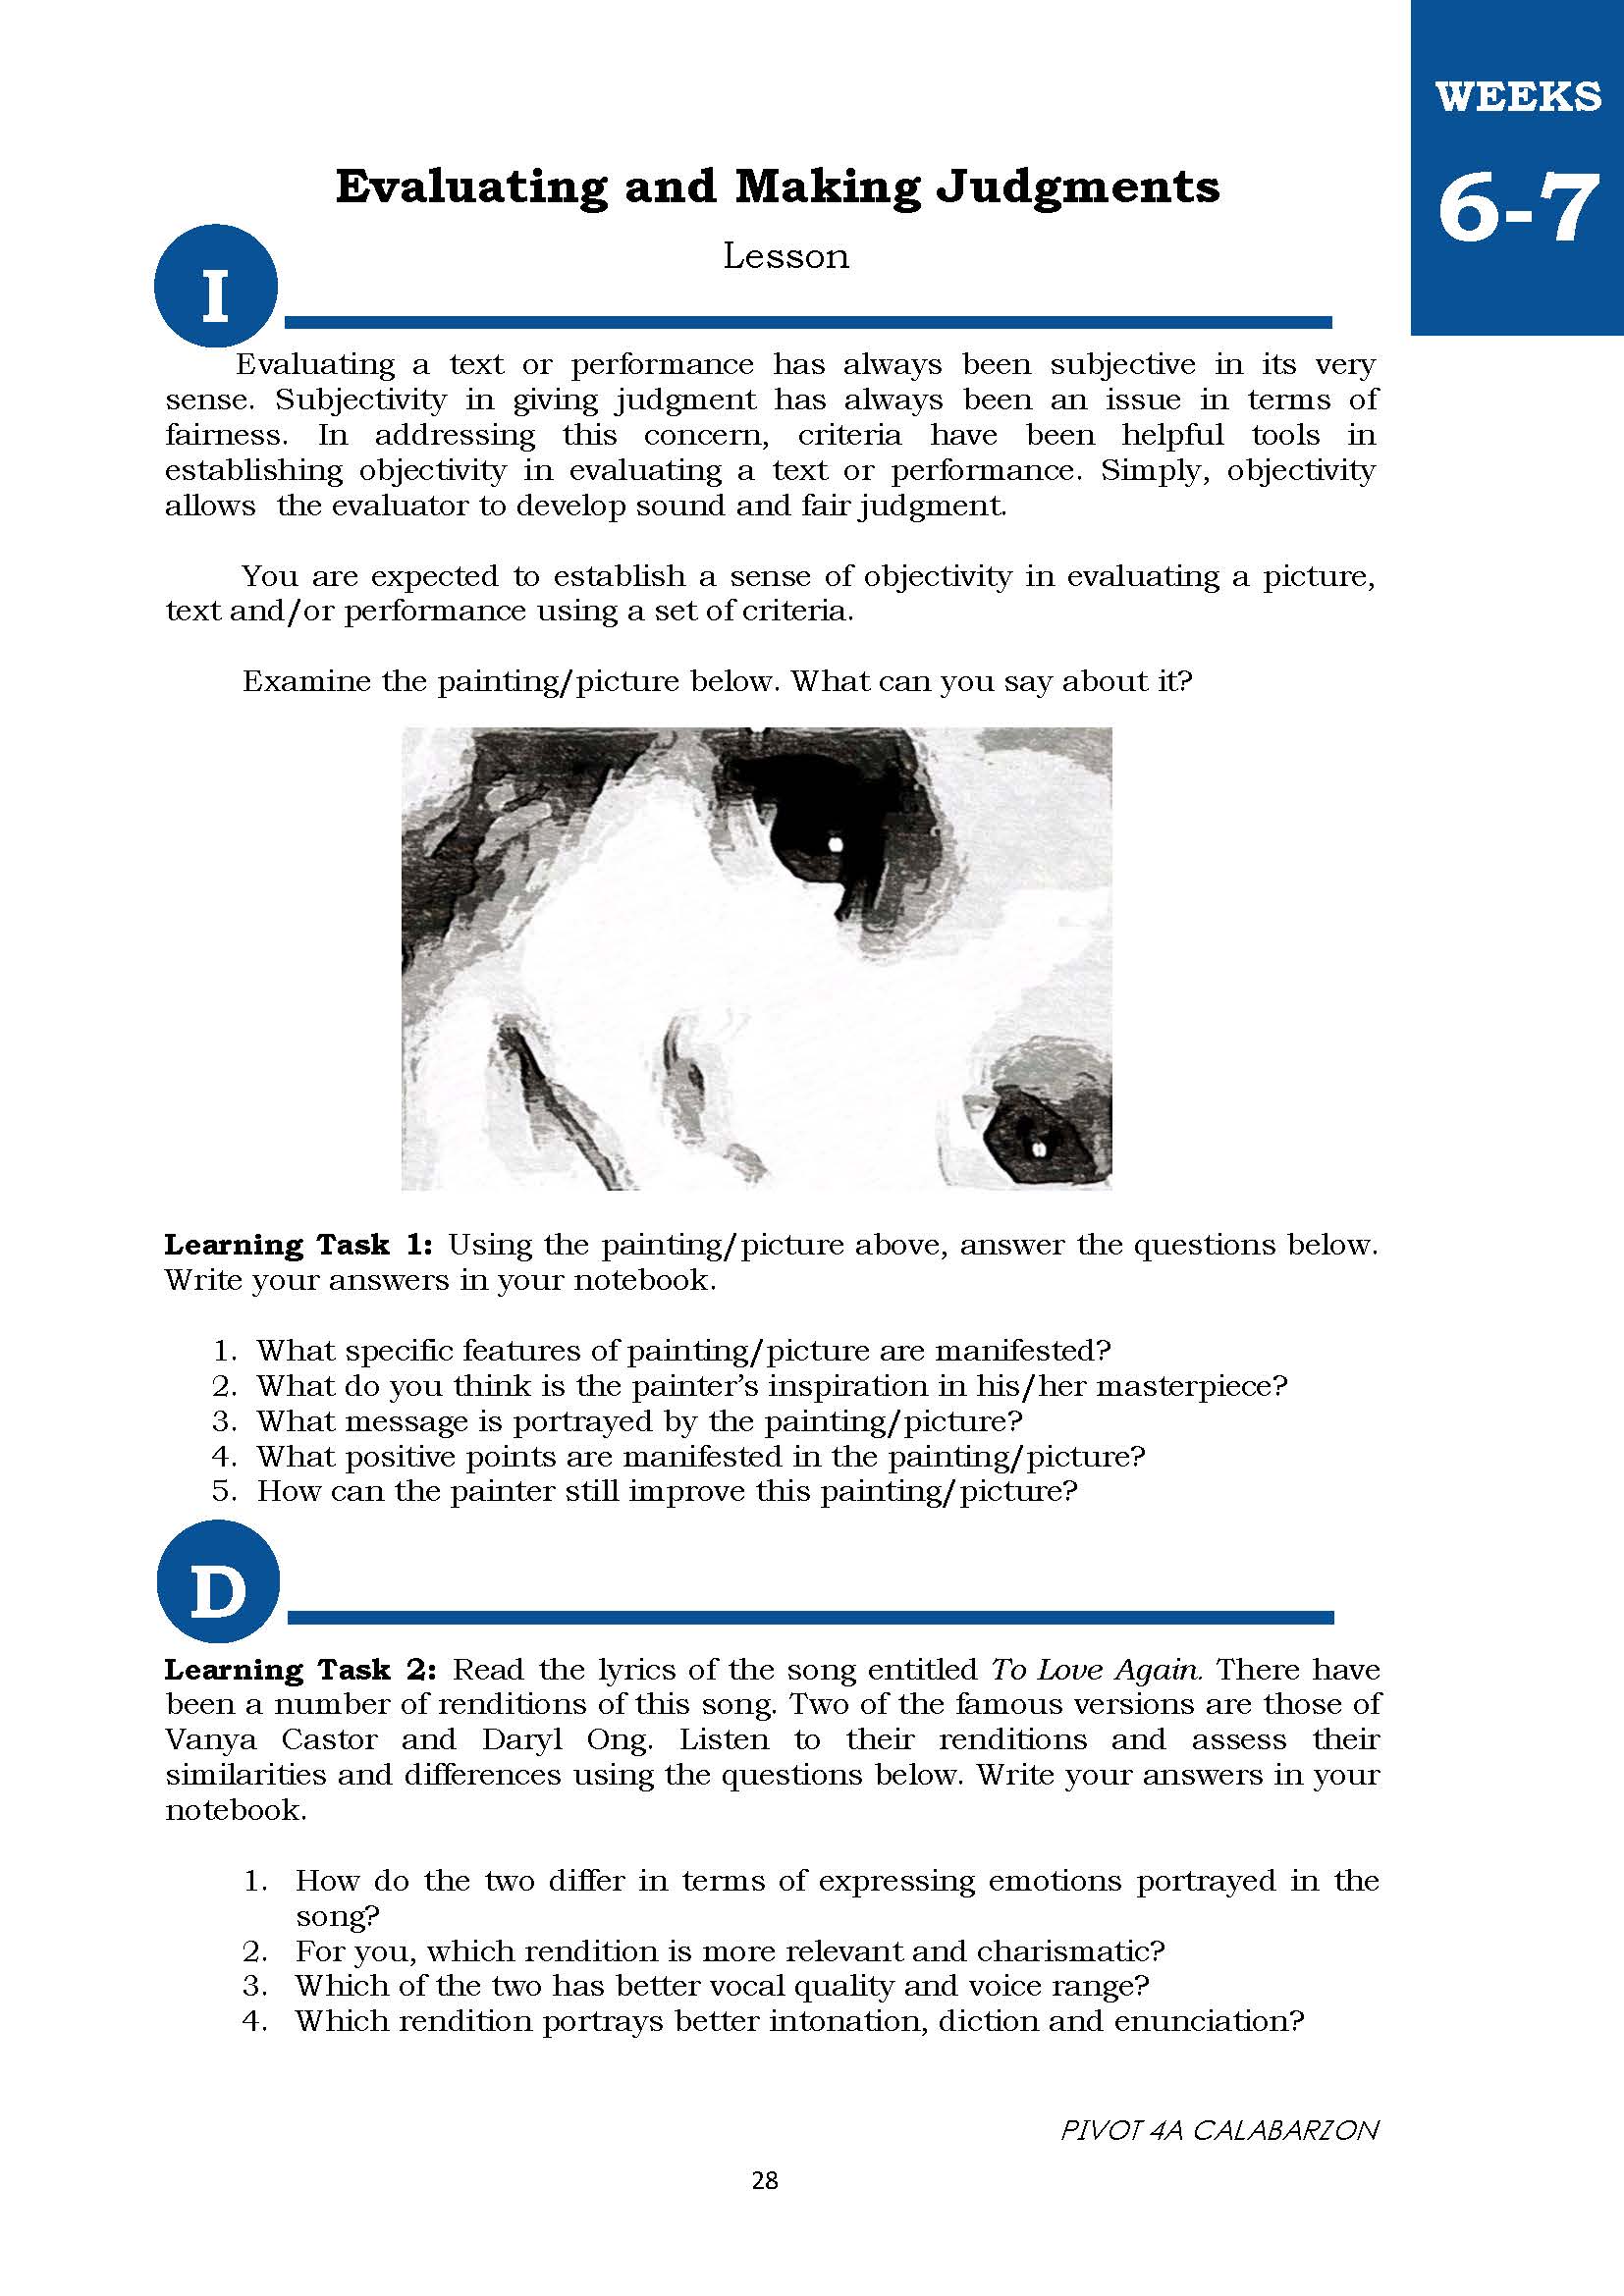 WEEKS
6-7
Evaluating and Making Judgments
Lesson
I
Evaluating a text or performance has always been subjective in its very
sense. Subjectivity in giving judgment has always been an issue in terms of
fairness. In addressing this concern, criteria have been helpful tools in
establishing objectivity in evaluating a text or performance. Simply, objectivity
allows the evaluator to develop sound and fair judgment.
You are expected to establish a sense of objectivity in evaluating a picture,
text and/or performance using a set of criteria.
Examine the painting/picture below. What can you say about it?
Learning Task 1: Using the painting/picture above, answer the questions below.
Write your answers in your notebook.
1. What specific features of painting/picture are manifested?
2. What do you think is the painter's inspiration in his/her masterpiece?
3. What message is portrayed by the painting/picture?
4. What positive points are manifested in the painting/picture?
5. How can the painter still improve this painting/picture?
D
Learning Task 2: Read the lyrics of the song entitled To Love Again. There have
been a number of renditions of this song. Two of the famous versions are those of
Vanya Castor and Daryl Ong. Listen to their renditions and assess their
similarities and differences using the questions below. Write your answers in your
notebook.
1. How do the two differ in terms of expressing emotions portrayed in the
song?
2. For you, which rendition is more relevant and charismatic?
3. Which of the two has better vocal quality and voice range?
4. Which rendition portrays better intonation, diction and enunciation?
PIVOT 4A CALABARZON
28